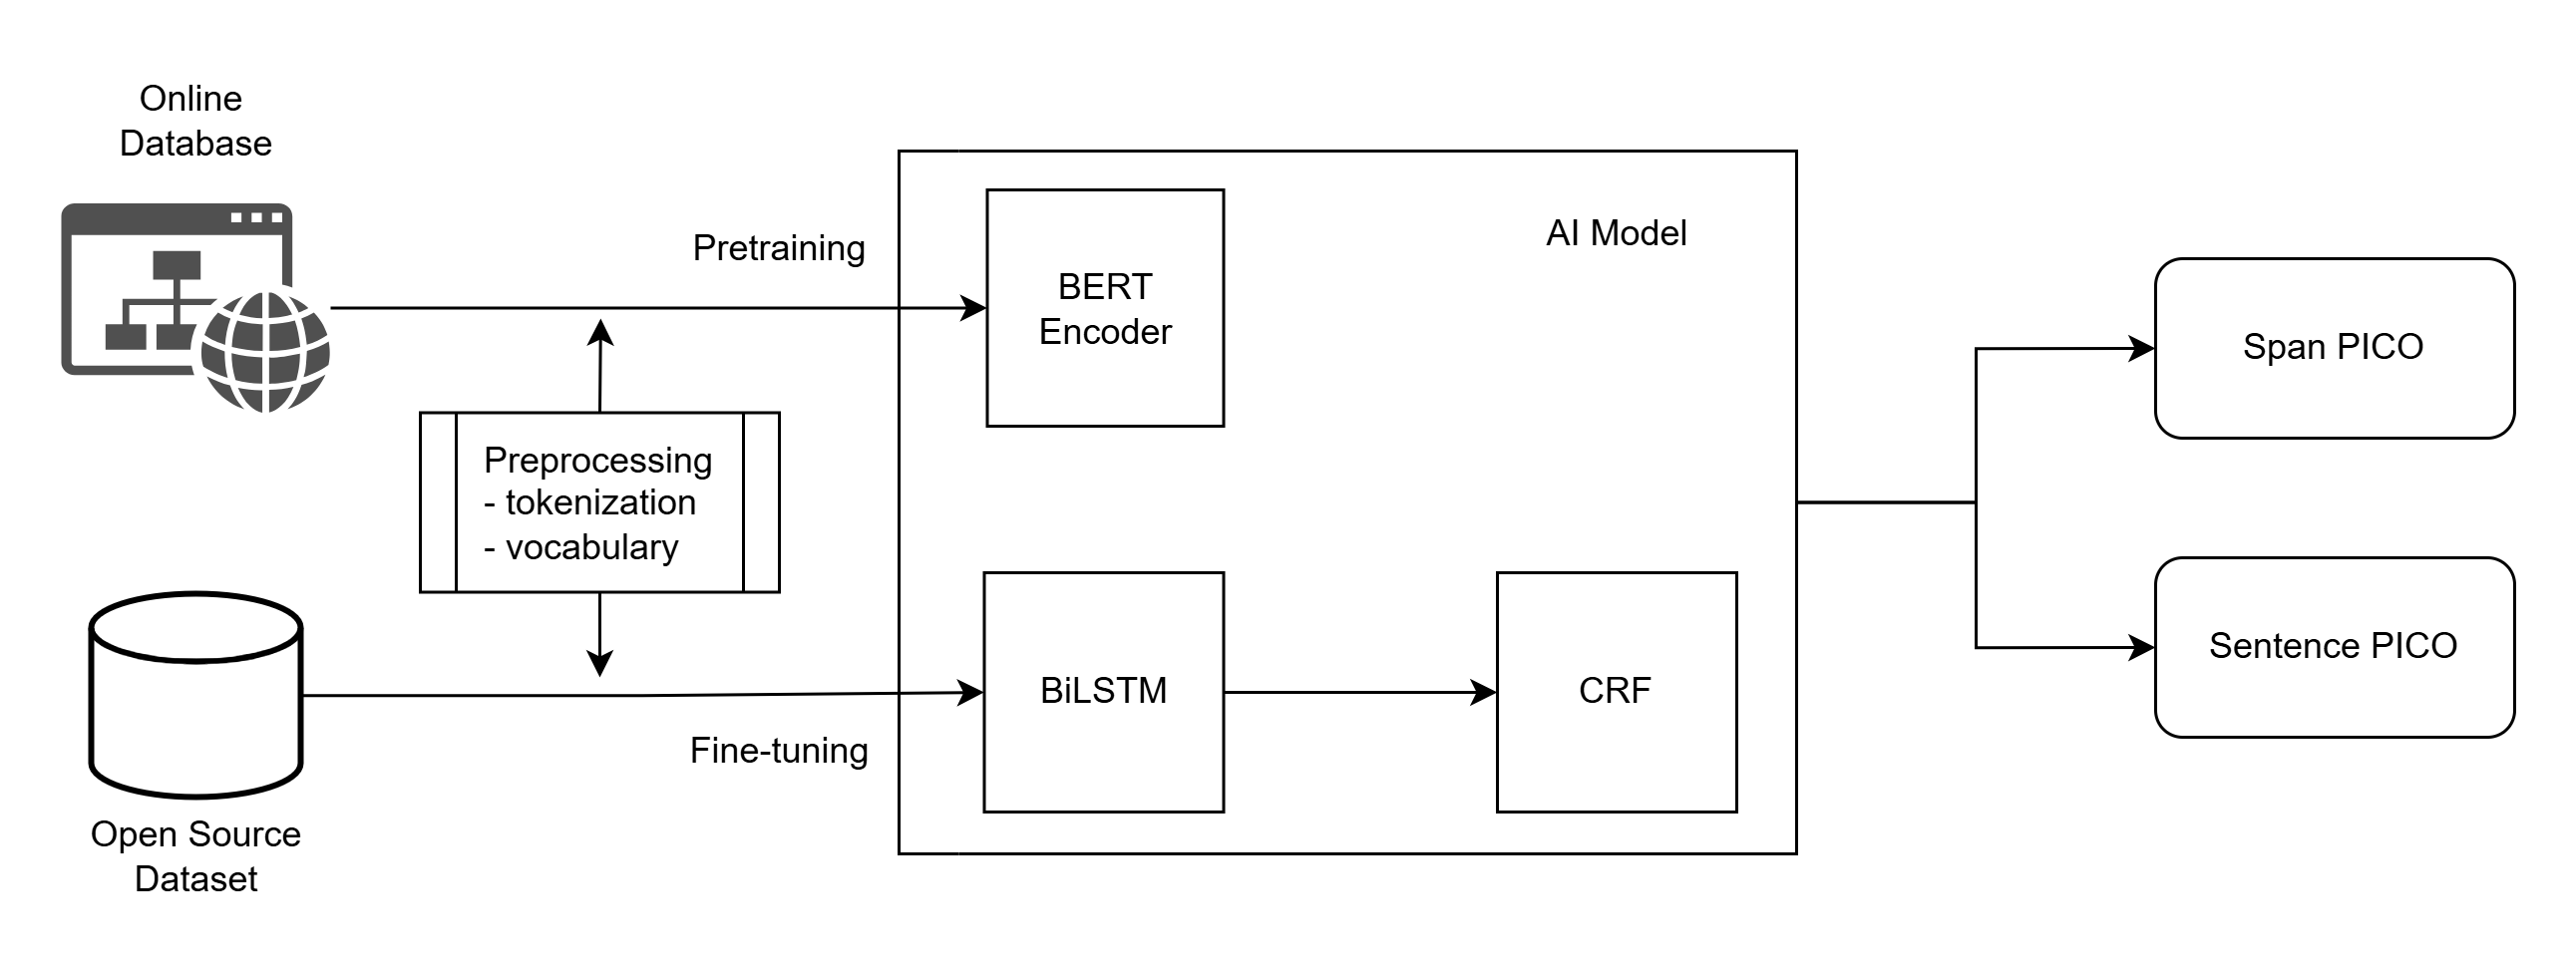 Online
Database
Pretraining
BERT
Encoder
AI Model
Span PICO
Preprocessing
- tokenization
- vocabulary
Sentence PICO
BiLSTM
CRF
Fine-tuning
Open Source
Dataset